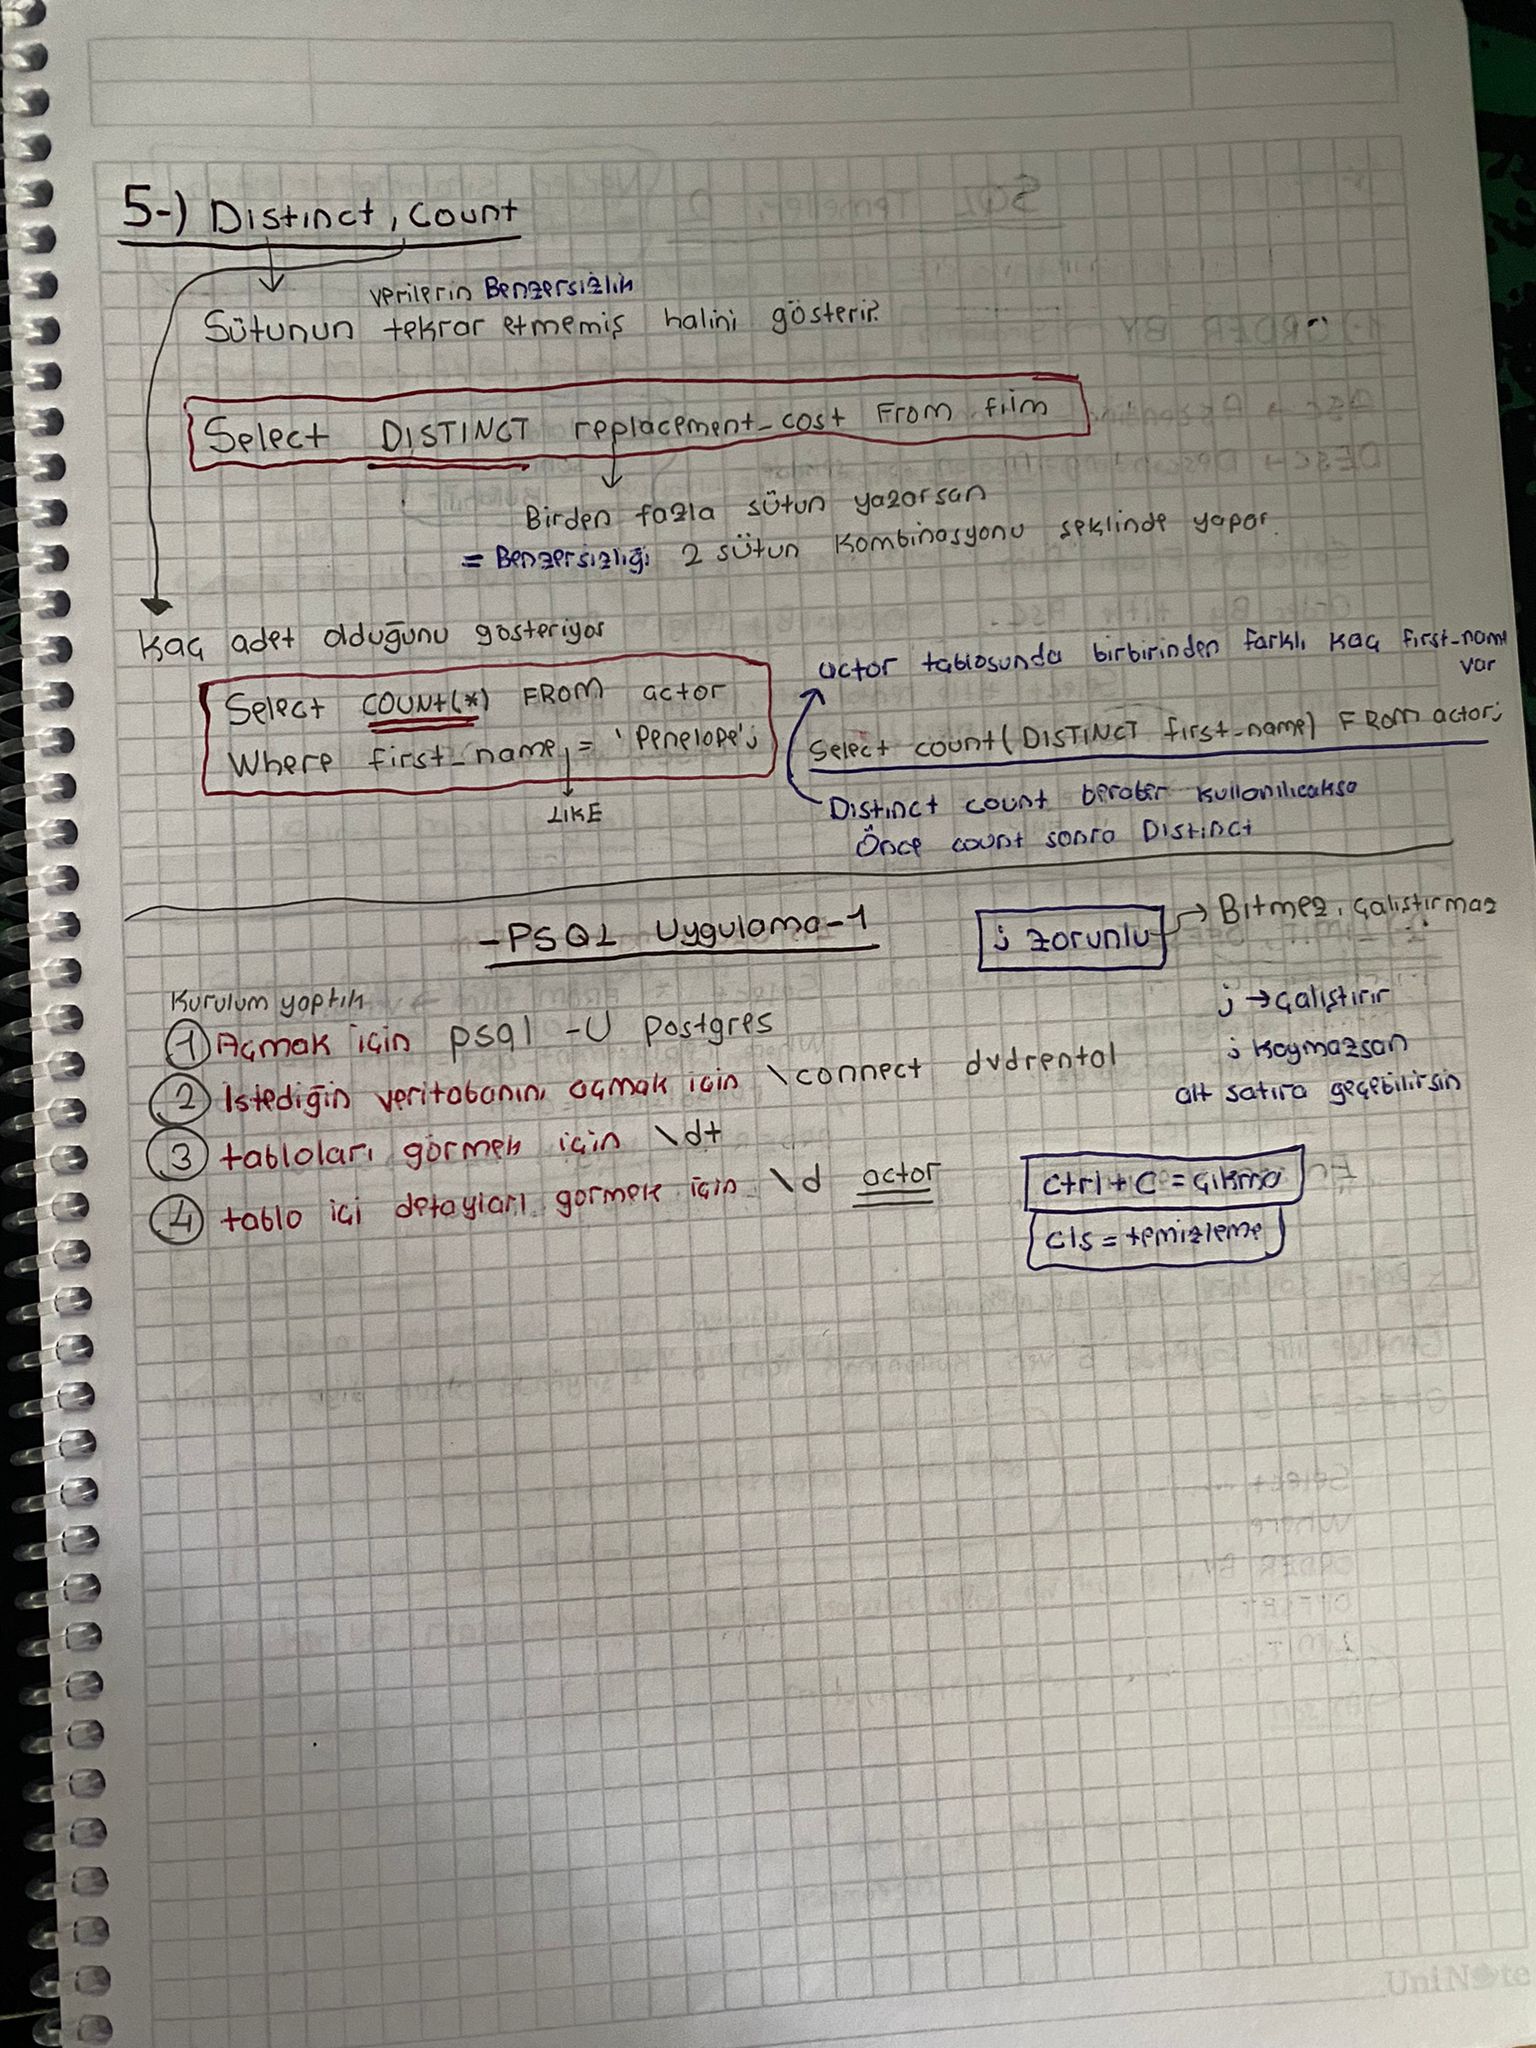 5-) Distinct, Count
verilerin Benzersizlik
Sütunun tekrar etmemiş halini gösterir.
Select DISTINCT replacement_cost From film
Birden fazla sütun yazarsan
= Benzersizliği 2 sütun kombinasyonu şeklinde yapar.
Kaç adet olduğunu gösteriyor
Select COUNT(*) FROM actor
Where first_name = 'Penelope';
LIKE
actor tablosunda birbirinden farklı kaç first_name
var
Select count(DISTINCT first_name) FROM actor;
Distinct count beraber kullanılıcaksa
Önce count sonra Distinct
-PSQL Uygulama-1
; zorunlu → Bitmez, çalıştırmaz
; → çalıştırır
; koymazsan
alt satıra geçebilirsin
Kurulum yaptık
1 Açmak için psql -U postgres
2 İstediğin veritabanını açmak için \connect dvdrental
3 tabloları görmek için \dt
4 tablo içi detayları görmek için \d actor
ctrl+C = çıkma
cls = temizleme
UniNote